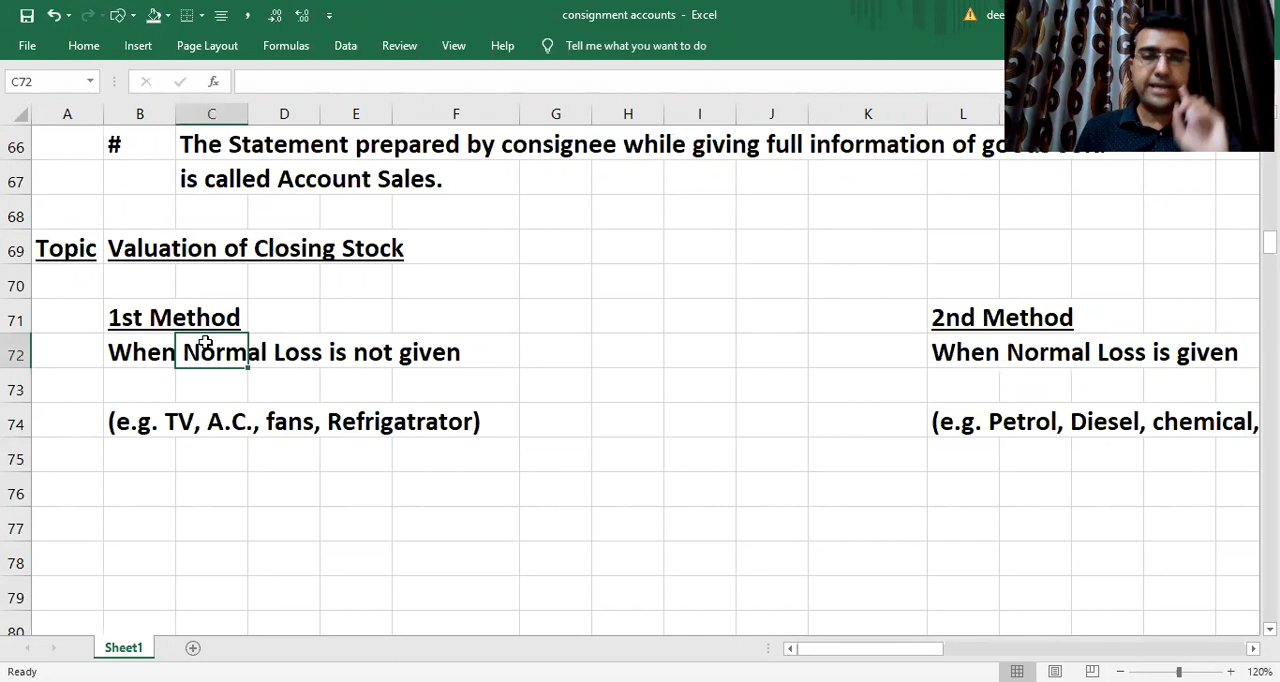 consignment accounts - Excel
dee
File Home Insert Page Layout Formulas Data Review View Help Tell me what you want to do
C72 fx
A B C D E F G H I J K L
66 # The Statement prepared by consignee while giving full information of
67 is called Account Sales.
68
69 Topic Valuation of Closing Stock
70
71 1st Method 2nd Method
72 When Normal Loss is not given When Normal Loss is given
73
74 (e.g. TV, A.C., fans, Refrigatrator) (e.g. Petrol, Diesel, chemical,
75
76
77
78
79
80
Sheet1
Ready 120%